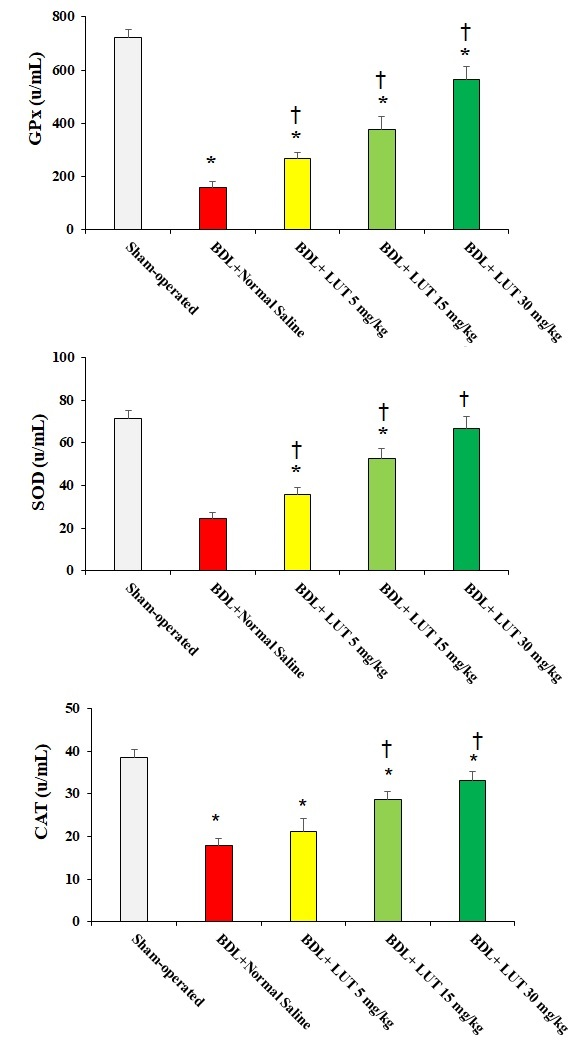 GPx (u/mL)
800
600
400
200
0
*
†
*
†
*
†
*
Sham-operated
BDL+Normal Saline
BDL+ LUT 5 mg/kg
BDL+ LUT 15 mg/kg
BDL+ LUT 30 mg/kg
SOD (u/mL)
100
80
60
40
20
0
†
*
†
*
†
Sham-operated
BDL+Normal Saline
BDL+ LUT 5 mg/kg
BDL+ LUT 15 mg/kg
BDL+ LUT 30 mg/kg
CAT (u/mL)
50
40
30
20
10
0
*
*
†
*
†
*
Sham-operated
BDL+Normal Saline
BDL+ LUT 5 mg/kg
BDL+ LUT 15 mg/kg
BDL+ LUT 30 mg/kg